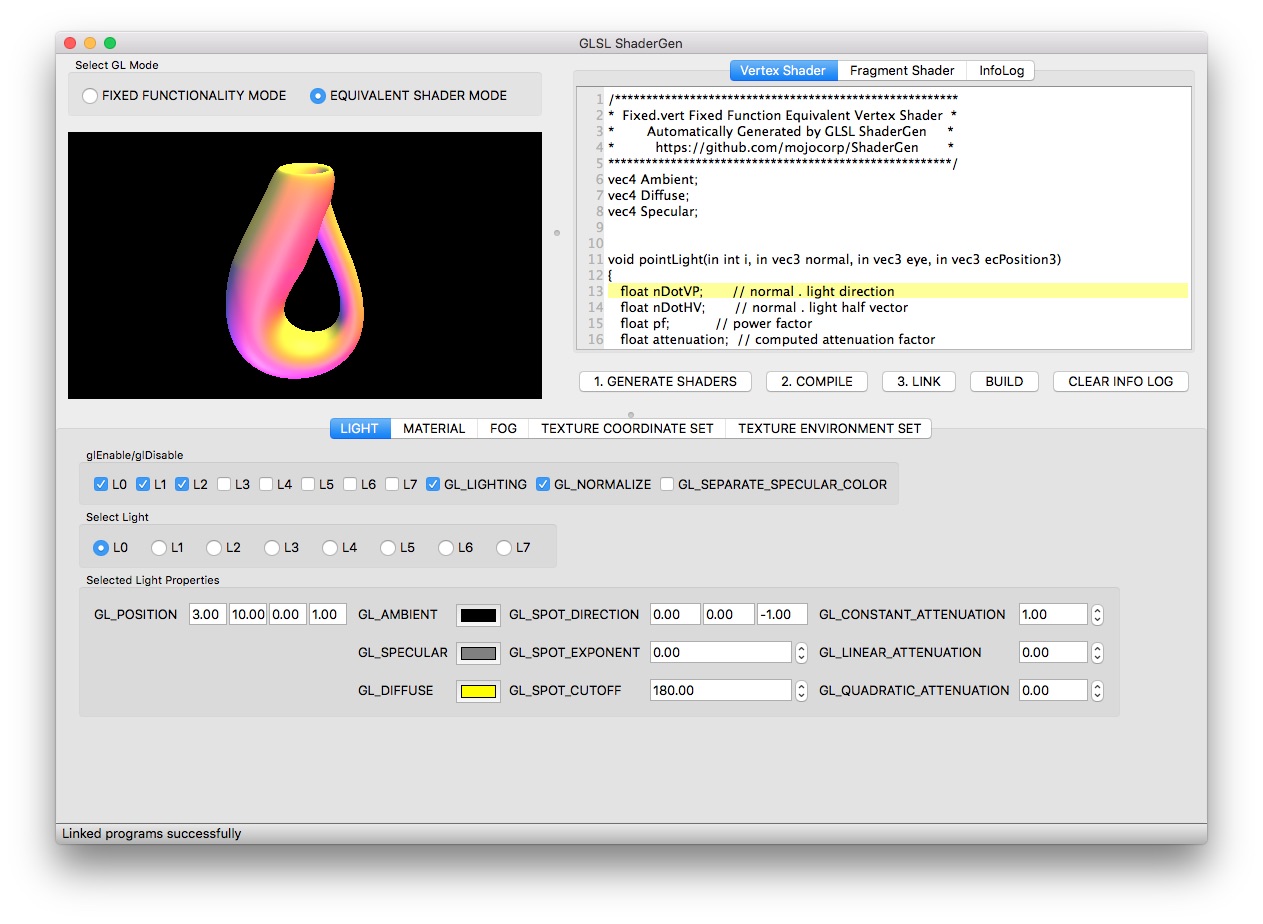 GLSL ShaderGen
Select GL Mode
FIXED FUNCTIONALITY MODE EQUIVALENT SHADER MODE
Vertex Shader Fragment Shader InfoLog
1 /******************************************************
2 * Fixed.vert Fixed Function Equivalent Vertex Shader *
3 * Automatically Generated by GLSL ShaderGen *
4 * https://github.com/mojocorp/ShaderGen *
5 ******************************************************/
6 vec4 Ambient;
7 vec4 Diffuse;
8 vec4 Specular;
9
10
11 void pointLight(in int i, in vec3 normal, in vec3 eye, in vec3 ecPosition3)
12 {
13 float nDotVP; // normal . light direction
14 float nDotHV; // normal . light half vector
15 float pf; // power factor
16 float attenuation; // computed attenuation factor
1. GENERATE SHADERS 2. COMPILE 3. LINK BUILD CLEAR INFO LOG
LIGHT MATERIAL FOG TEXTURE COORDINATE SET TEXTURE ENVIRONMENT SET
glEnable/glDisable
L0 L1 L2 L3 L4 L5 L6 L7 GL_LIGHTING GL_NORMALIZE GL_SEPARATE_SPECULAR_COLOR
Select Light
L0 L1 L2 L3 L4 L5 L6 L7
Selected Light Properties
GL_POSITION 3.00 10.00 0.00 1.00 GL_AMBIENT GL_SPOT_DIRECTION 0.00 0.00 -1.00 GL_CONSTANT_ATTENUATION 1.00
GL_SPECULAR GL_SPOT_EXPONENT 0.00 GL_LINEAR_ATTENUATION 0.00
GL_DIFFUSE GL_SPOT_CUTOFF 180.00 GL_QUADRATIC_ATTENUATION 0.00
Linked programs successfully